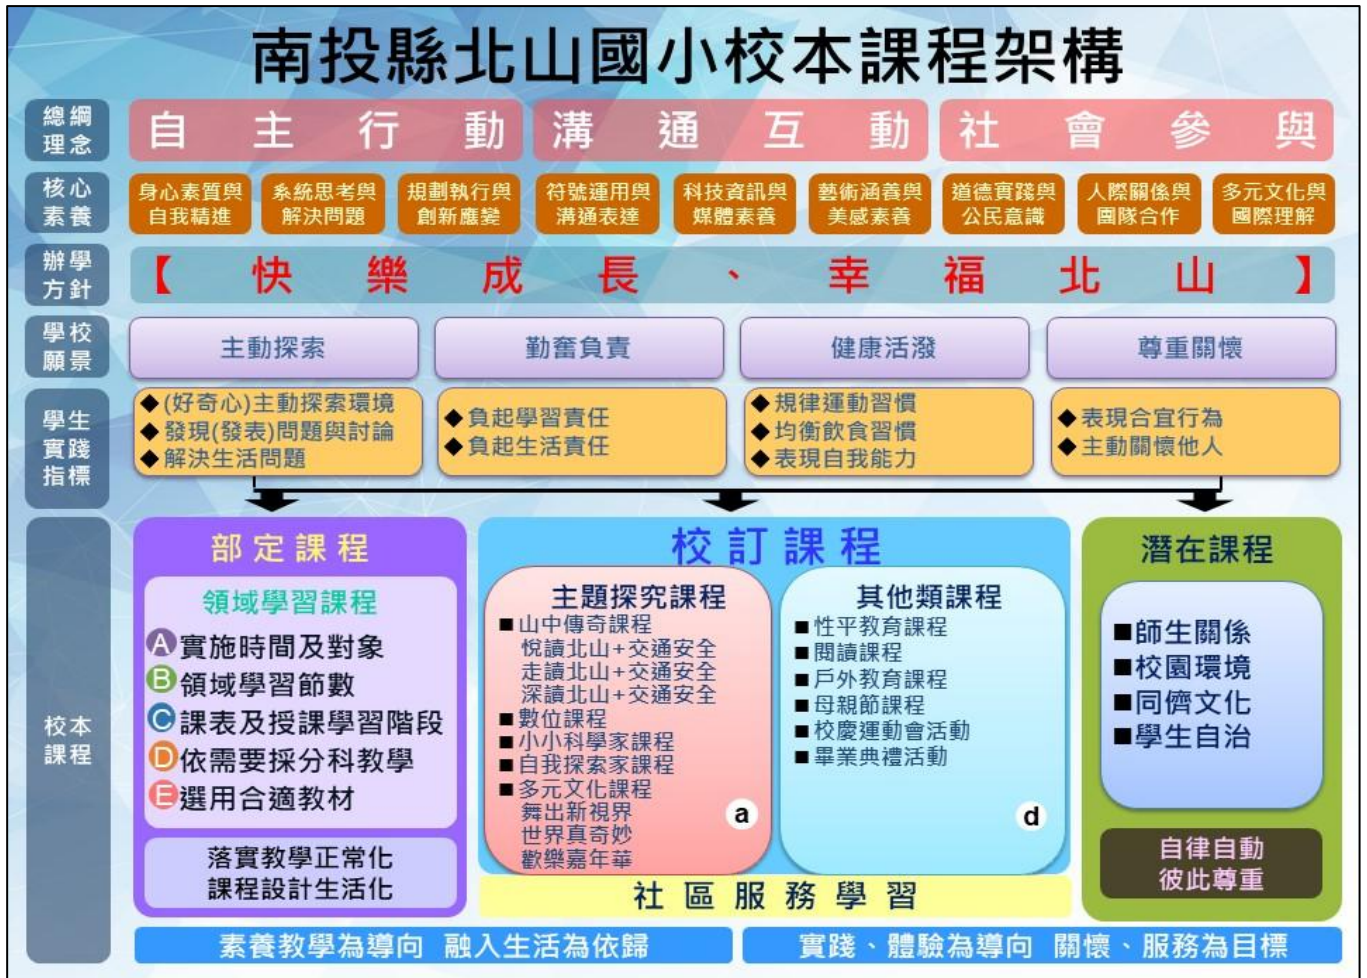 南投縣北山國小校本課程架構
總綱
理念
自主行動
溝通互動
社會參與
核心
素養
身心素質與
自我精進
系統思考與
解決問題
規劃執行與
創新應變
符號運用與
溝通表達
科技資訊與
媒體素養
藝術涵養與
美感素養
道德實踐與
公民意識
人際關係與
團隊合作
多元文化與
國際理解
辦學
方針
【快樂成長、幸福北山】
學校
願景
主動探索
勤奮負責
健康活潑
尊重關懷
學生
實踐
指標
◆(好奇心)主動探索環境
◆發現(發表)問題與討論
◆解決生活問題
◆負起學習責任
◆負起生活責任
◆規律運動習慣
◆均衡飲食習慣
◆表現自我能力
◆表現合宜行為
◆主動關懷他人
校本
課程
部定課程
領域學習課程
A實施時間及對象
B領域學習節數
C課表及授課學習階段
D依需要採分科教學
E選用合適教材
落實教學正常化
課程設計生活化
校訂課程
主題探究課程
■山中傳奇課程
悅讀北山+交通安全
走讀北山+交通安全
深讀北山+交通安全
■數位課程
■小小科學家課程
■自我探索家課程
■多元文化課程
舞出新視界
世界真奇妙
歡樂嘉年華
a
其他類課程
■性平教育課程
■閱讀課程
■戶外教育課程
■母親節課程
■校慶運動會活動
■畢業典禮活動
d
社區服務學習
潛在課程
■師生關係
■校園環境
■同儕文化
■學生自治
自律自動
彼此尊重
素養教學為導向 融入生活為依歸
實踐、體驗為導向 關懷、服務為目標